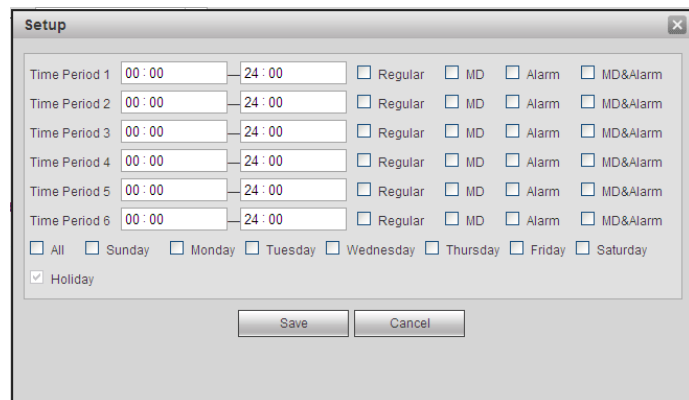 Setup
Time Period 1 00:00 — 24:00 Regular MD Alarm MD&Alarm
Time Period 2 00:00 — 24:00 Regular MD Alarm MD&Alarm
Time Period 3 00:00 — 24:00 Regular MD Alarm MD&Alarm
Time Period 4 00:00 — 24:00 Regular MD Alarm MD&Alarm
Time Period 5 00:00 — 24:00 Regular MD Alarm MD&Alarm
Time Period 6 00:00 — 24:00 Regular MD Alarm MD&Alarm
All Sunday Monday Tuesday Wednesday Thursday Friday Saturday
Holiday
Save Cancel